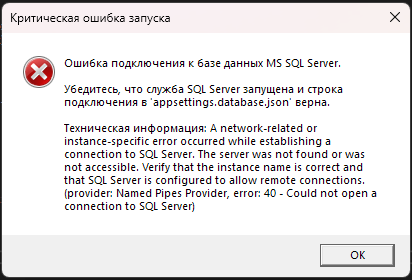 Критическая ошибка запуска
Ошибка подключения к базе данных MS SQL Server.
Убедитесь, что служба SQL Server запущена и строка
подключения в 'appsettings.database.json' верна.
Техническая информация: A network-related or
instance-specific error occurred while establishing a
connection to SQL Server. The server was not found or was
not accessible. Verify that the instance name is correct and
that SQL Server is configured to allow remote connections.
(provider: Named Pipes Provider, error: 40 - Could not open a
connection to SQL Server)
OK